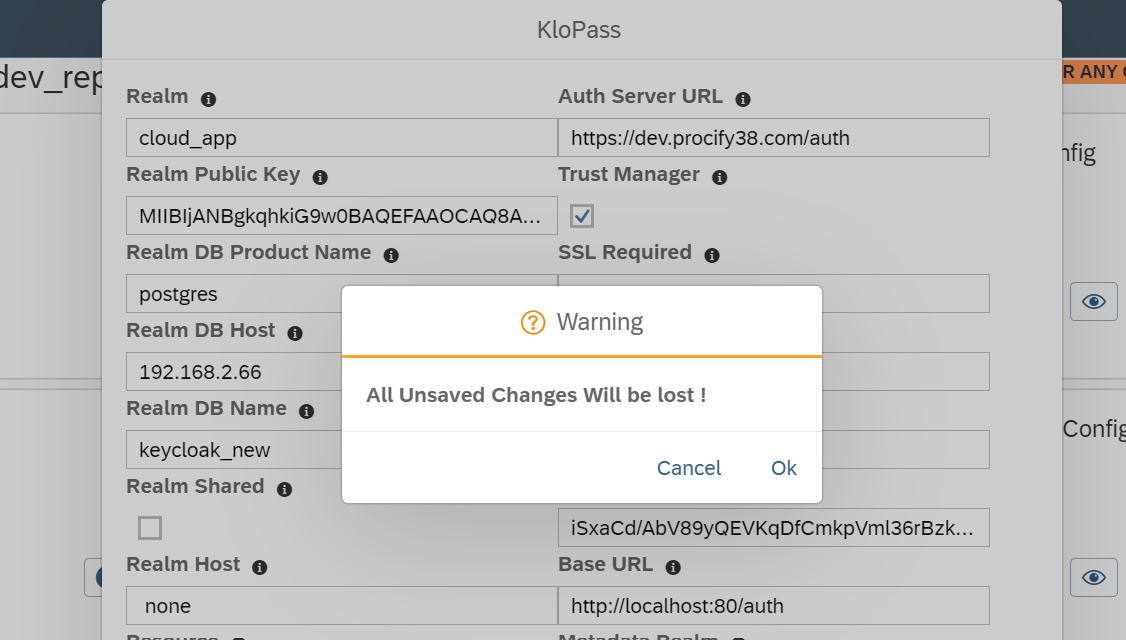 KloPass
dev_rep
R ANY
Realm
Auth Server URL
cloud_app
https://dev.procify38.com/auth
nfig
Realm Public Key
Trust Manager
MIIBIjANBgkqhkiG9w0BAQEFAAOCAQ8A...
Realm DB Product Name
SSL Required
postgres
Warning
Realm DB Host
192.168.2.66
All Unsaved Changes Will be lost !
Realm DB Name
Config
keycloak_new
Cancel
Ok
Realm Shared
iSxaCd/AbV89yQEVKqDfCmkpVml36rBzk...
Realm Host
Base URL
none
http://localhost:80/auth
Resource
Metadata Realm